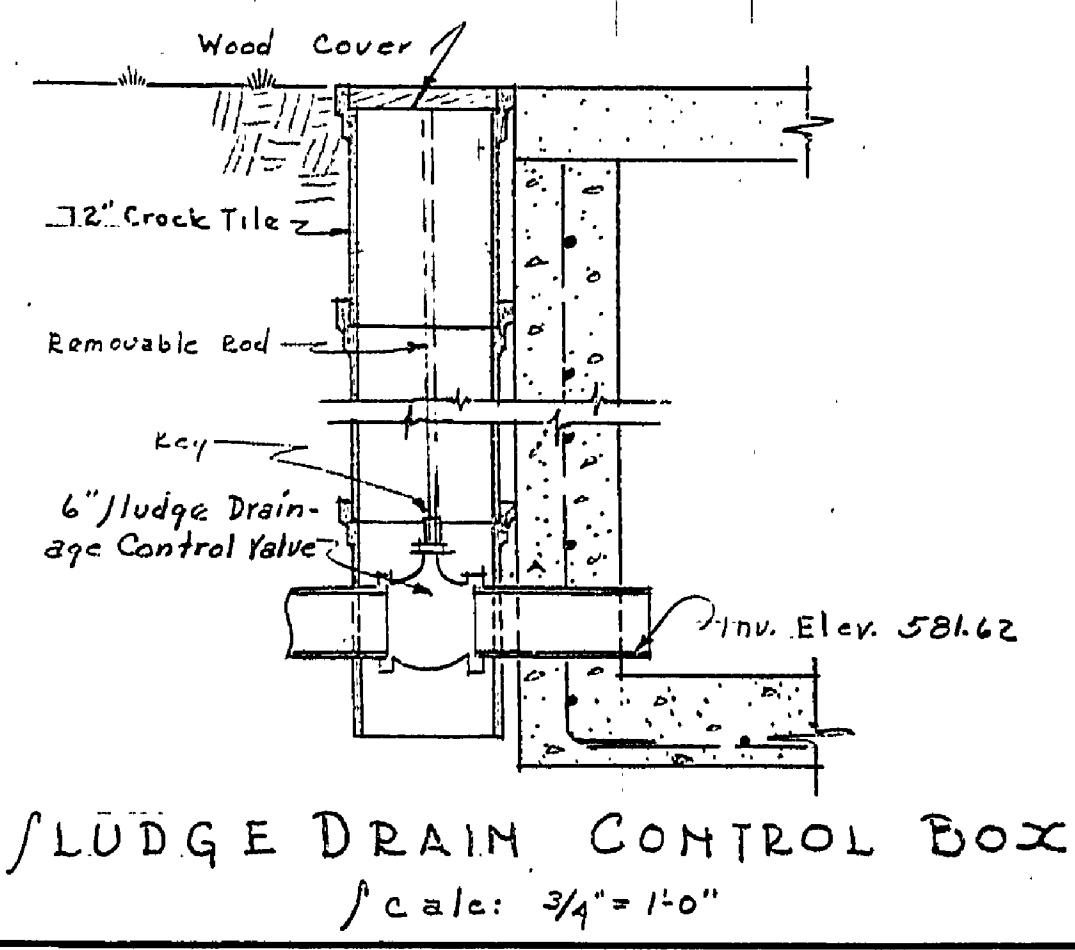 Wood Cover
12" Crock Tile
Removable Rod
Key
6" Sludge Drain-
age Control Valve
Inv. Elev. 581.62
SLUDGE DRAIN CONTROL BOX
Scale: 3/4" = 1'-0"